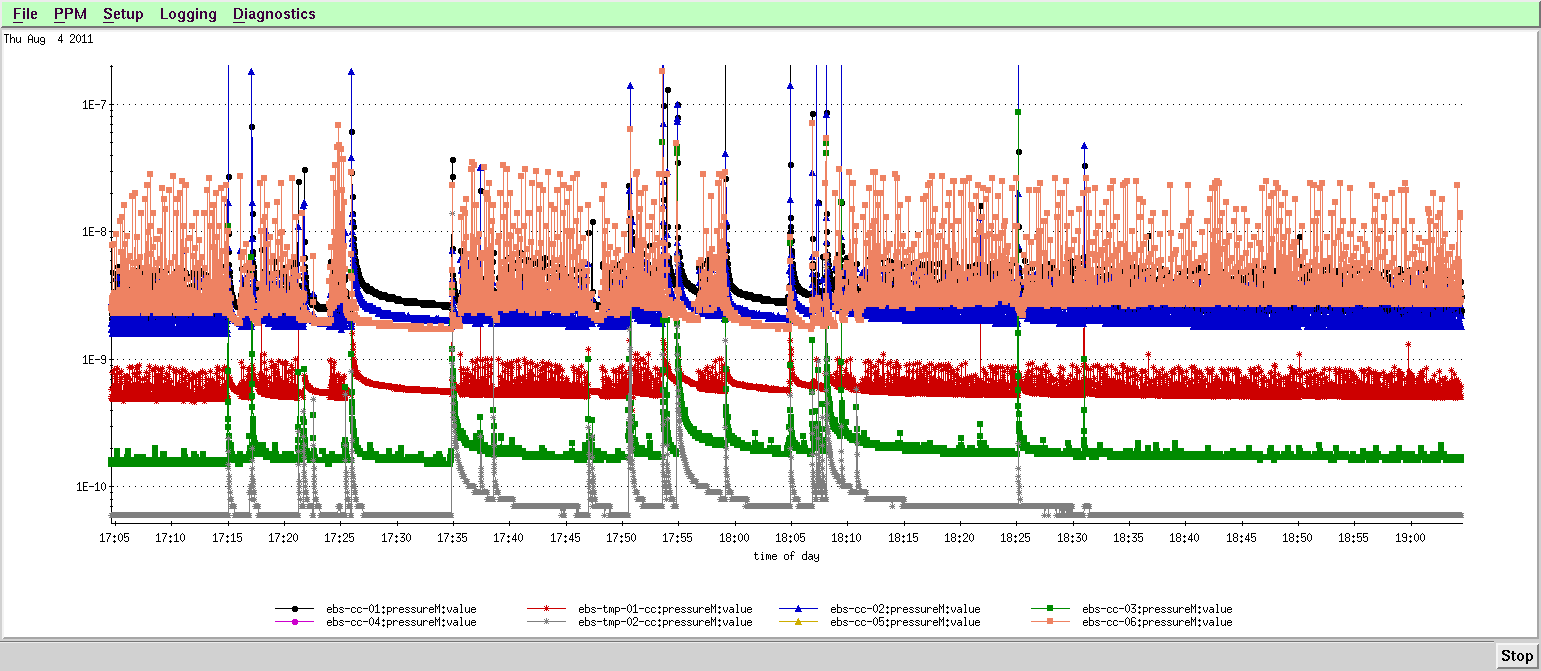 File PPM Setup Logging Diagnostics
Thu Aug 4 2011
1E-7
1E-8
1E-9
1E-10
17:05 17:10 17:15 17:20 17:25 17:30 17:35 17:40 17:45 17:50 17:55 18:00 18:05 18:10 18:15 18:20 18:25 18:30 18:35 18:40 18:45 18:50 18:55 19:00
time of day
ebs-cc-01:pressureM:value ebs-tmp-01-cc:pressureM:value ebs-cc-02:pressureM:value ebs-cc-03:pressureM:value
ebs-cc-04:pressureM:value ebs-tmp-02-cc:pressureM:value ebs-cc-05:pressureM:value ebs-cc-06:pressureM:value
Stop